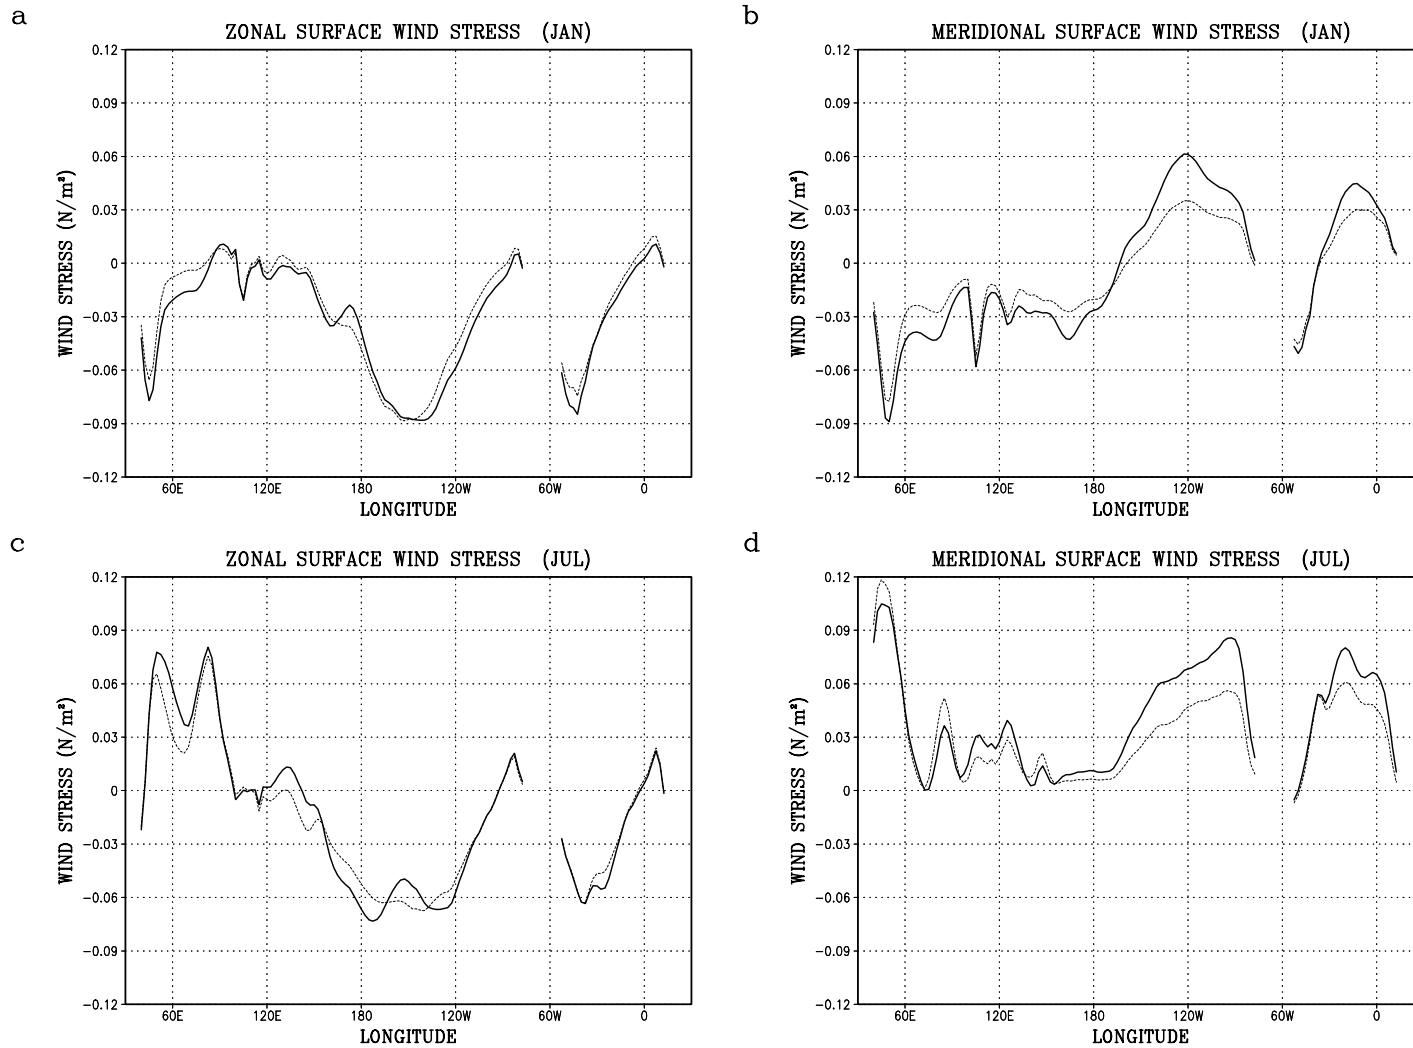 a
ZONAL SURFACE WIND STRESS (JAN)
0.12
0.09
0.06
0.03
0
−0.03
−0.06
−0.09
−0.12
WIND STRESS (N/m²)
60E 120E 180 120W 60W 0
LONGITUDE
b
MERIDIONAL SURFACE WIND STRESS (JAN)
0.12
0.09
0.06
0.03
0
−0.03
−0.06
−0.09
−0.12
WIND STRESS (N/m²)
60E 120E 180 120W 60W 0
LONGITUDE
c
ZONAL SURFACE WIND STRESS (JUL)
0.12
0.09
0.06
0.03
0
−0.03
−0.06
−0.09
−0.12
WIND STRESS (N/m²)
60E 120E 180 120W 60W 0
LONGITUDE
d
MERIDIONAL SURFACE WIND STRESS (JUL)
0.12
0.09
0.06
0.03
0
−0.03
−0.06
−0.09
−0.12
WIND STRESS (N/m²)
60E 120E 180 120W 60W 0
LONGITUDE